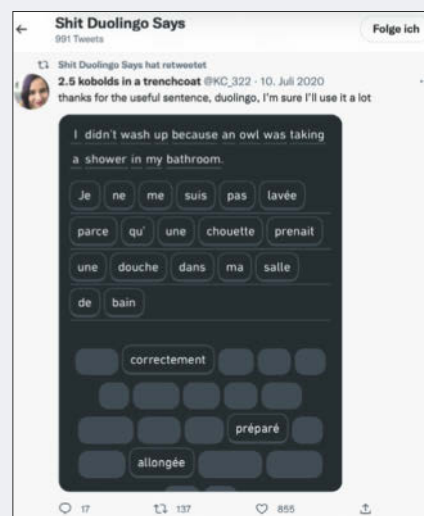 Shit Duolingo Says
991 Tweets
Folge ich
Shit Duolingo Says hat retweetet
2.5 kobolds in a trenchcoat @KC_322 · 10. Juli 2020
thanks for the useful sentence, duolingo, I'm sure I'll use it a lot
I didn't wash up because an owl was taking
a shower in my bathroom.
Je ne me suis pas lavée
parce qu' une chouette prenait
une douche dans ma salle
de bain
correctement
préparé
allongée
17 137 855